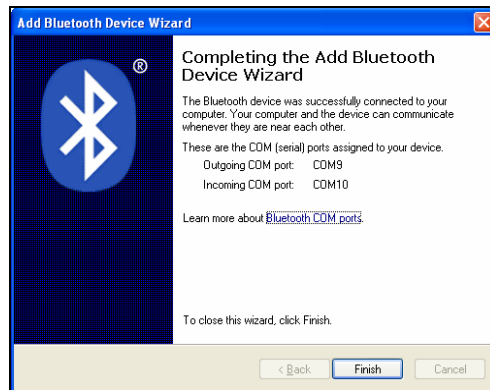 Add Bluetooth Device Wizard
®
Completing the Add Bluetooth
Device Wizard
The Bluetooth device was successfully connected to your
computer. Your computer and the device can communicate
whenever they are near each other.
These are the COM (serial) ports assigned to your device.
Outgoing COM port: COM9
Incoming COM port: COM10
Learn more about Bluetooth COM ports.
To close this wizard, click Finish.
< Back Finish Cancel